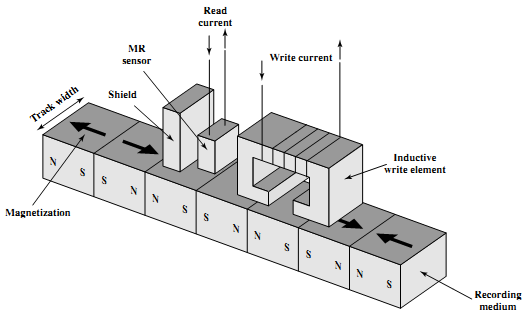 Read
current
MR
sensor
Write current
Shield
Track width
Inductive
write element
Magnetization
N S S N N S S N N S S N N S
Recording
medium